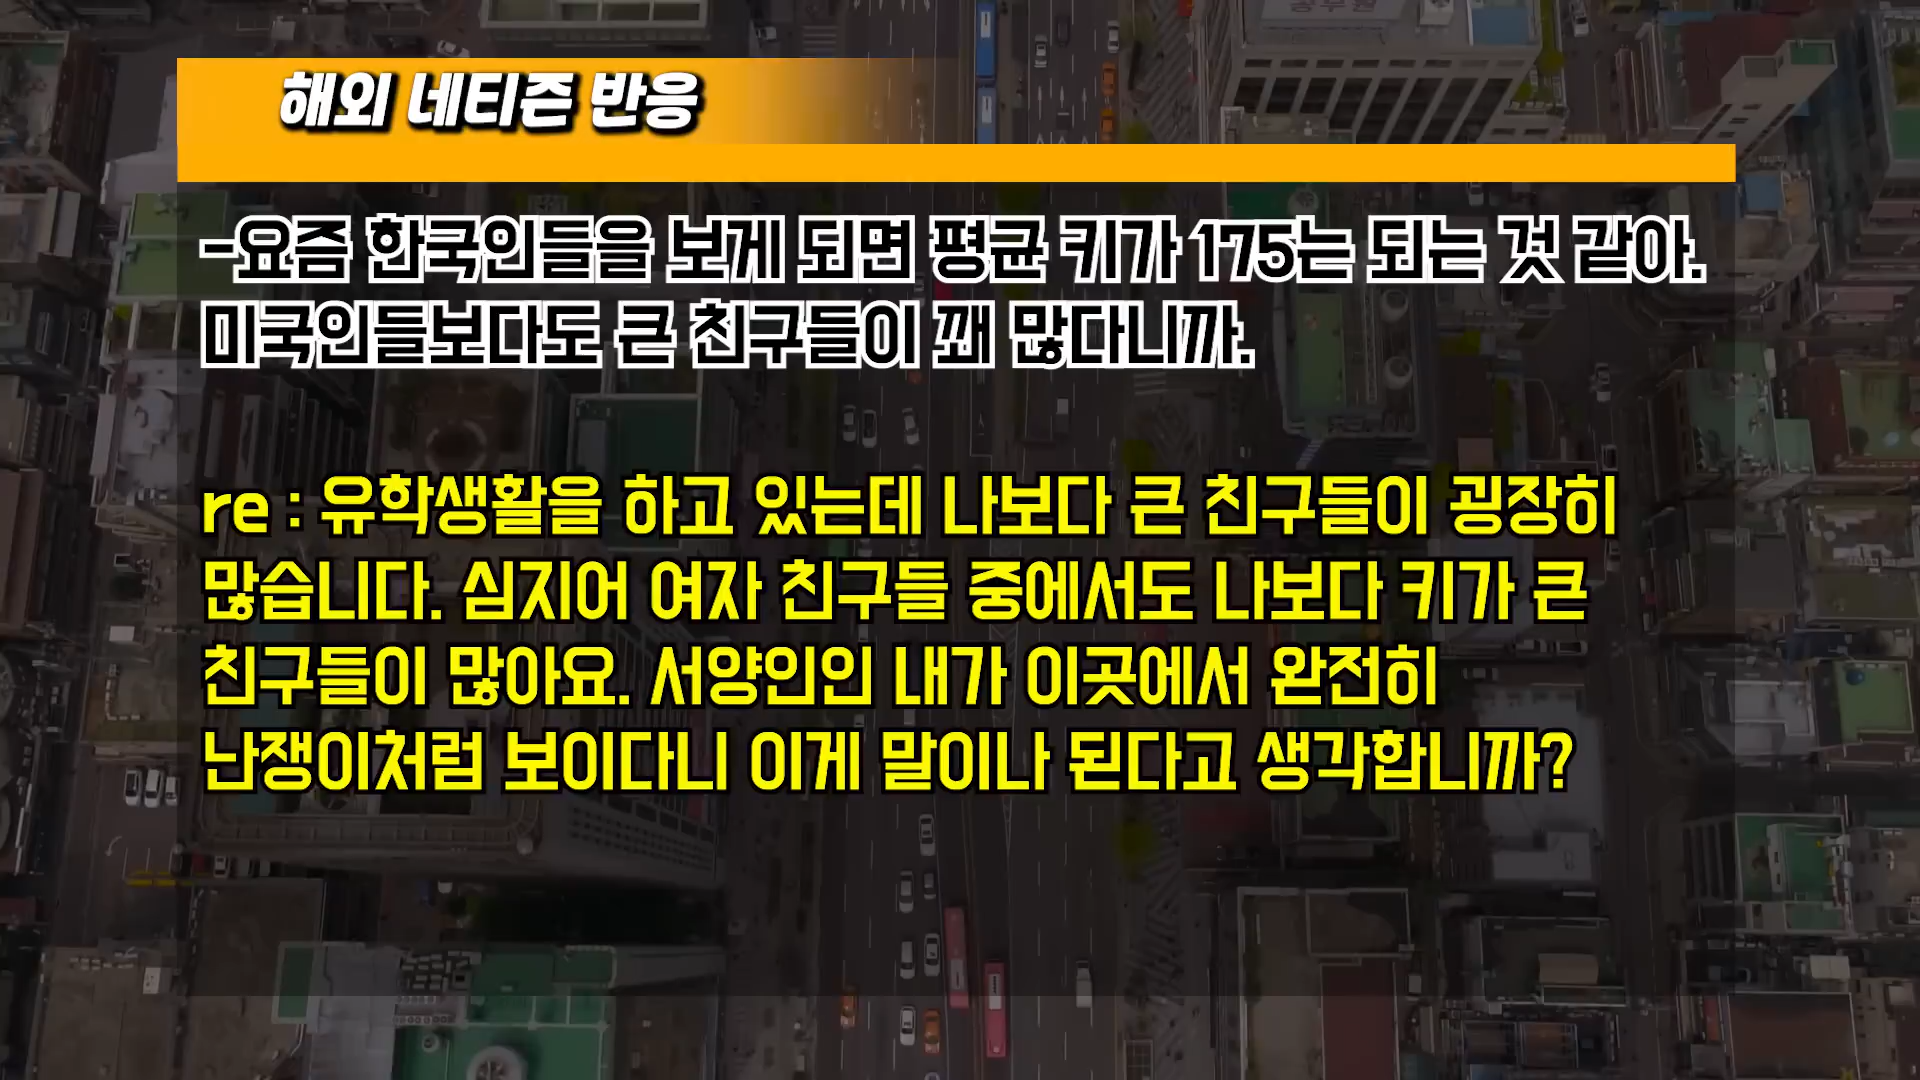 해외 네티즌 반응
-요즘 한국인들을 보게 되면 평균 키가 175는 되는 것 같아.
미국인들보다도 큰 친구들이 꽤 많다니까.
re : 유학생활을 하고 있는데 나보다 큰 친구들이 굉장히
많습니다. 심지어 여자 친구들 중에서도 나보다 키가 큰
친구들이 많아요. 서양인인 내가 이곳에서 완전히
난쟁이처럼 보이다니 이게 말이나 된다고 생각합니까?